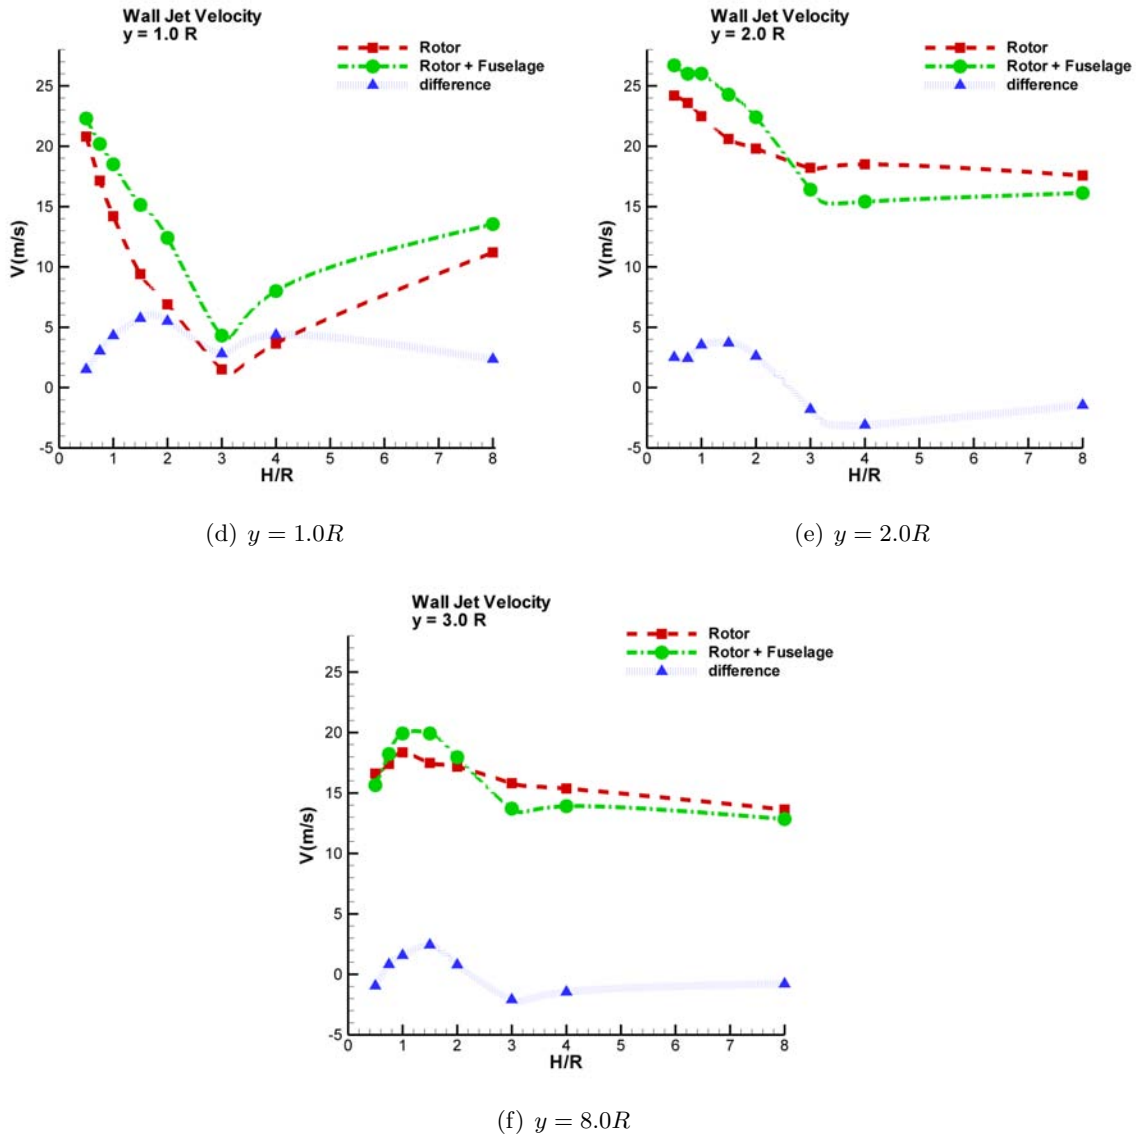 Wall Jet Velocity
y = 1.0 R
Rotor
Rotor + Fuselage
difference
25
20
15
10
5
0
-5
V(m/s)
0 1 2 3 4 5 6 7 8
H/R
(d) y = 1.0R
Wall Jet Velocity
y = 2.0 R
Rotor
Rotor + Fuselage
difference
25
20
15
10
5
0
-5
V(m/s)
0 1 2 3 4 5 6 7 8
H/R
(e) y = 2.0R
Wall Jet Velocity
y = 3.0 R
Rotor
Rotor + Fuselage
difference
25
20
15
10
5
0
-5
V(m/s)
0 1 2 3 4 5 6 7 8
H/R
(f) y = 8.0R